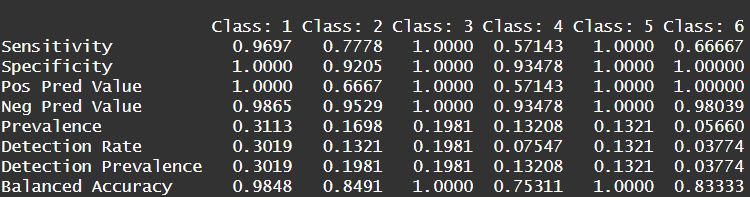 Class: 1 Class: 2 Class: 3 Class: 4 Class: 5 Class: 6
Sensitivity 0.9697 0.7778 1.0000 0.57143 1.0000 0.66667
Specificity 1.0000 0.9205 1.0000 0.93478 1.0000 1.00000
Pos Pred Value 1.0000 0.6667 1.0000 0.57143 1.0000 1.00000
Neg Pred Value 0.9865 0.9529 1.0000 0.93478 1.0000 0.98039
Prevalence 0.3113 0.1698 0.1981 0.13208 0.1321 0.05660
Detection Rate 0.3019 0.1321 0.1981 0.07547 0.1321 0.03774
Detection Prevalence 0.3019 0.1981 0.1981 0.13208 0.1321 0.03774
Balanced Accuracy 0.9848 0.8491 1.0000 0.75311 1.0000 0.83333